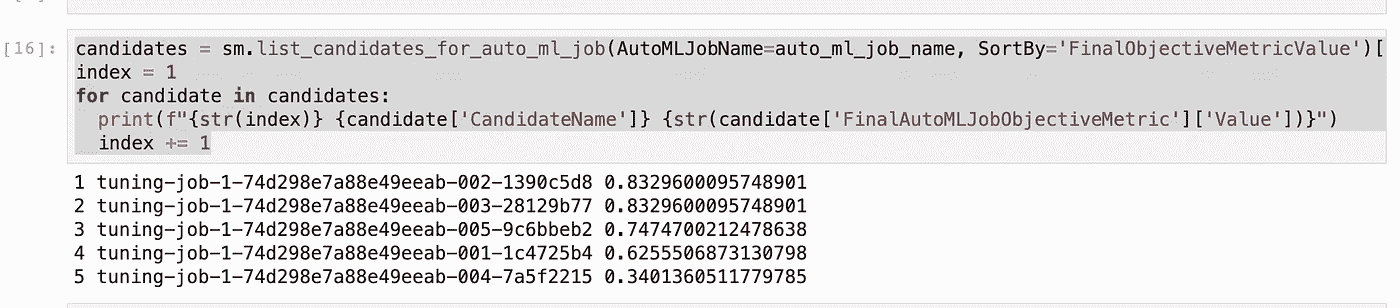 [16]:
candidates = sm.list_candidates_for_auto_ml_job(AutoMLJobName=auto_ml_job_name, SortBy='FinalObjectiveMetricValue')[
index = 1
for candidate in candidates:
  print(f"{str(index)} {candidate['CandidateName']} {str(candidate['FinalAutoMLJobObjectiveMetric']['Value'])}")
  index += 1
1 tuning-job-1-74d298e7a88e49eeab-002-1390c5d8 0.8329600095748901
2 tuning-job-1-74d298e7a88e49eeab-003-28129b77 0.8329600095748901
3 tuning-job-1-74d298e7a88e49eeab-005-9c6bbeb2 0.7474700212478638
4 tuning-job-1-74d298e7a88e49eeab-001-1c4725b4 0.6255506873130798
5 tuning-job-1-74d298e7a88e49eeab-004-7a5f2215 0.3401360511779785